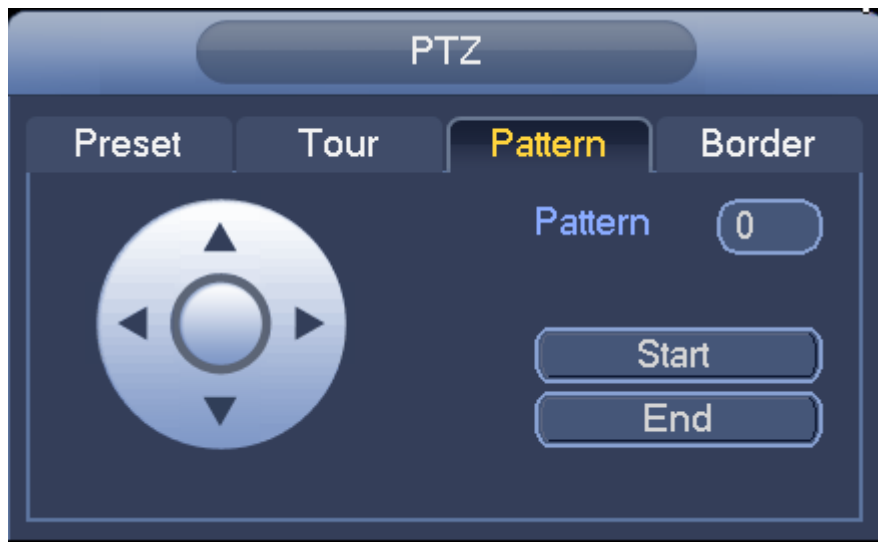 PTZ
Preset Tour Pattern Border
Pattern 0
Start
End